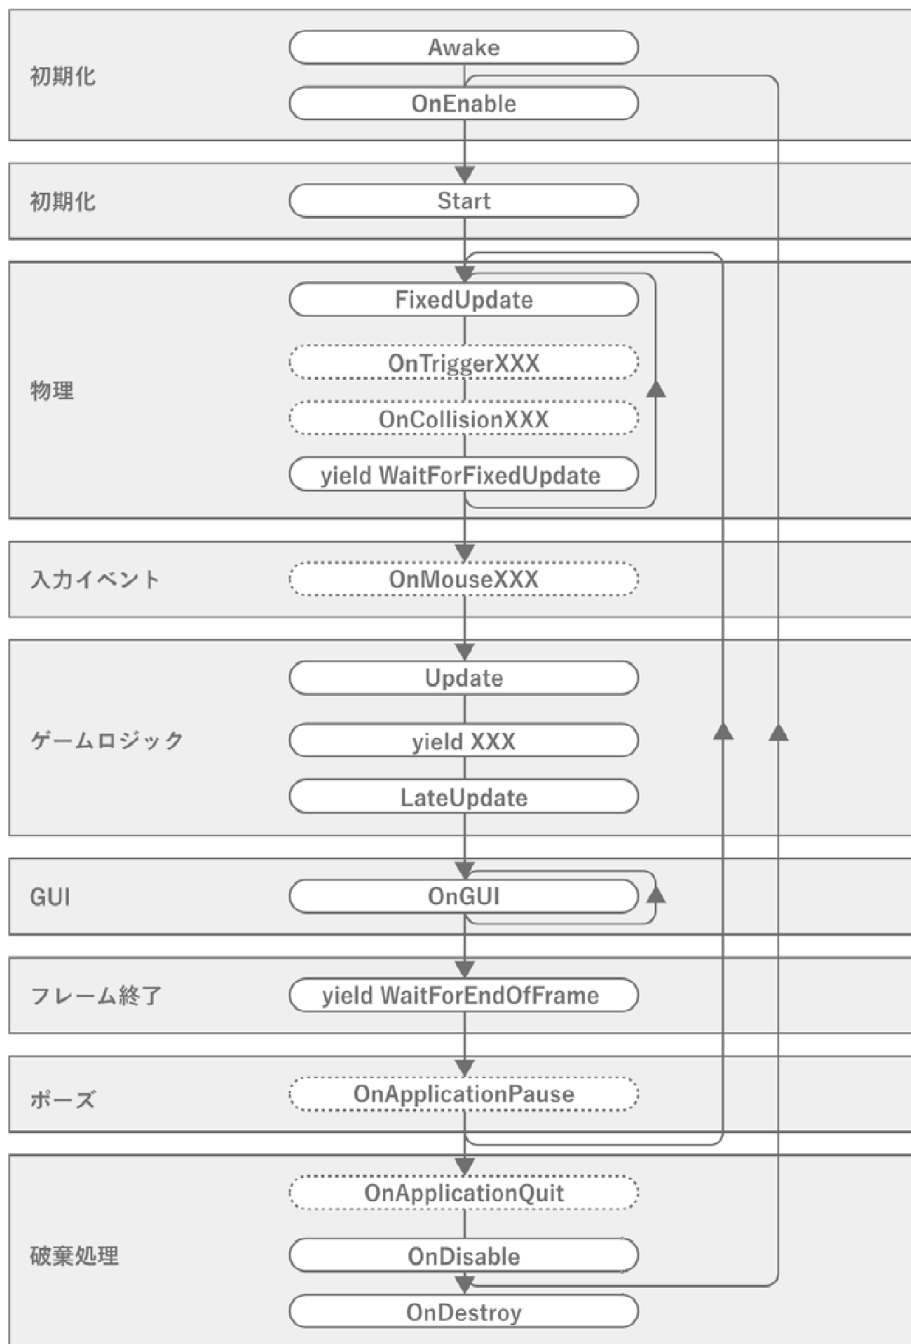 初期化
Awake
OnEnable
初期化
Start
物理
FixedUpdate
OnTriggerXXX
OnCollisionXXX
yield WaitForFixedUpdate
入力イベント
OnMouseXXX
ゲームロジック
Update
yield XXX
LateUpdate
GUI
OnGUI
フレーム終了
yield WaitForEndOfFrame
ポーズ
OnApplicationPause
破棄処理
OnApplicationQuit
OnDisable
OnDestroy